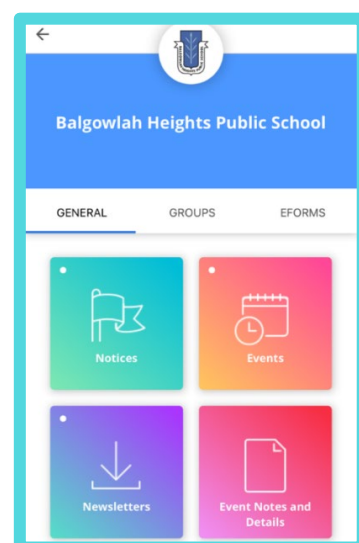 Balgowlah Heights Public School
GENERAL GROUPS EFORMS
Notices
Events
Newsletters
Event Notes and
Details